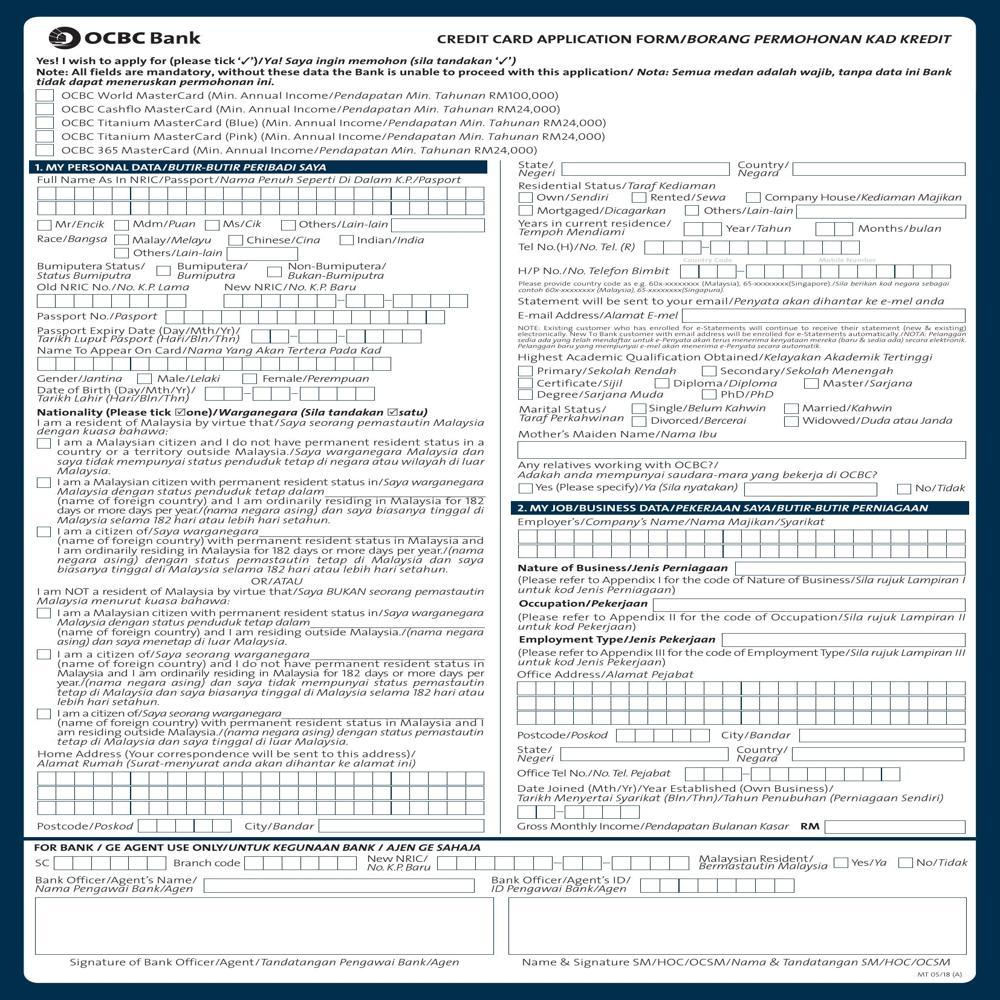 OCBC Bank
CREDIT CARD APPLICATION FORM/BORANG PERMOHONAN KAD KREDIT
Yes! I wish to apply for (please tick ‘✓’)/Ya! Saya ingin memohon (sila tandakan ‘✓’)
Note: All fields are mandatory, without these data the Bank is unable to proceed with this application/ Nota: Semua medan adalah wajib, tanpa data ini Bank
tidak dapat meneruskan permohonan ini.
OCBC World MasterCard (Min. Annual Income/Pendapatan Min. Tahunan RM100,000)
OCBC Cashflo MasterCard (Min. Annual Income/Pendapatan Min. Tahunan RM24,000)
OCBC Titanium MasterCard (Blue) (Min. Annual Income/Pendapatan Min. Tahunan RM24,000)
OCBC Titanium MasterCard (Pink) (Min. Annual Income/Pendapatan Min. Tahunan RM24,000)
OCBC 365 MasterCard (Min. Annual Income/Pendapatan Min. Tahunan RM24,000)
1. MY PERSONAL DATA/BUTIR-BUTIR PERIBADI SAYA
Full Name As In NRIC/Passport/Nama Penuh Seperti Di Dalam K.P./Pasport
Mr/Encik Mdm/Puan Ms/Cik Others/Lain-lain
Race/Bangsa Malay/Melayu Chinese/Cina Indian/India
Others/Lain-lain
Bumiputera Status/ Bumiputera/ Non-Bumiputera/
Status Bumiputra Bumiputera Bukan-Bumiputera
Old NRIC No./No. K.P. Lama New NRIC/No. K.P. Baru
Passport No./Pasport
Passport Expiry Date (Day/Mth/Yr)/
Tarikh Luput Pasport (Hari/Bln/Thn)
Name To Appear On Card/Nama Yang Akan Tertera Pada Kad
Gender/Jantina Male/Lelaki Female/Perempuan
Date of Birth (Day/Mth/Yr)/
Tarikh Lahir (Hari/Bln/Thn)
Nationality (Please tick ☑one)/Warganegara (Sila tandakan ☑satu)
I am a resident of Malaysia by virtue that/Saya seorang pemastautin Malaysia
dengan kuasa bahawa:
I am a Malaysian citizen and I do not have permanent resident status in a
country or a territory outside Malaysia./Saya warganegara Malaysia dan
saya tidak mempunyai status penduduk tetap di negara atau wilayah di luar
Malaysia.
I am a Malaysian citizen with permanent resident status in/Saya warganegara
Malaysia dengan status penduduk tetap dalam
(name of foreign country) and I am ordinarily residing in Malaysia for 182
days or more days per year./(nama negara asing) dan saya biasanya tinggal di
Malaysia selama 182 hari atau lebih hari setahun.
I am a citizen of/Saya warganegara
(name of foreign country) with permanent resident status in Malaysia and
I am ordinarily residing in Malaysia for 182 days or more days per year./(nama
negara asing) dengan status pemastautin tetap di Malaysia dan saya
biasanya tinggal di Malaysia selama 182 hari atau lebih hari setahun.
OR/ATAU
I am NOT a resident of Malaysia by virtue that/Saya BUKAN seorang pemastautin
Malaysia menurut kuasa bahawa:
I am a Malaysian citizen with permanent resident status in/Saya warganegara
Malaysia dengan status penduduk tetap dalam
(name of foreign country) and I am residing outside Malaysia./(nama negara
asing) dan saya menetap di luar Malaysia.
I am a citizen of/Saya seorang warganegara
(name of foreign country) and I do not have permanent resident status in
Malaysia and I am ordinarily residing in Malaysia for 182 days or more days per
year./(nama negara asing) dan saya tidak mempunyai status pemastautin
tetap di Malaysia dan saya biasanya tinggal di Malaysia selama 182 hari atau
lebih hari setahun.
I am a citizen of/Saya seorang warganegara
(name of foreign country) with permanent resident status in Malaysia and I
am residing outside Malaysia./(nama negara asing) dengan status pemastautin
tetap di Malaysia dan saya tinggal di luar Malaysia.
Home Address (Your correspondence will be sent to this address)/
Alamat Rumah (Surat-menyurat anda akan dihantar ke alamat ini)
Postcode/Poskod City/Bandar
State/ Country/
Negeri Negara
Residential Status/Taraf Kediaman
Own/Sendiri Rented/Sewa Company House/Kediaman Majikan
Mortgaged/Dicagarkan Others/Lain-lain
Years in current residence/ Year/Tahun Months/bulan
Tempoh Mendiami
Tel No.(H)/No. Tel. (R)
Country Code Mobile Number
H/P No./No. Telefon Bimbit
Please provide country code as e.g. 60x-xxxxxxxx (Malaysia), 65-xxxxxxxx(Singapore)./Sila berikan kod negara sebagai
contoh 60x-xxxxxxxx (Malaysia), 65-xxxxxxxx(Singapura).
Statement will be sent to your email/Penyata akan dihantar ke e-mel anda
E-mail Address/Alamat E-mel
NOTE: Existing customer who has enrolled for e-Statements will continue to receive their statement (new & existing)
electronically. New To Bank customer with email address will be enrolled for e-Statements automatically./NOTA: Pelanggan
sedia ada yang telah mendaftar untuk e-Penyata akan terus menerima kenyataan mereka (baru & sedia ada) secara elektronik.
Pelanggan baru yang mempunyai e-mel akan menerima e-Penyata secara automatik.
Highest Academic Qualification Obtained/Kelayakan Akademik Tertinggi
Primary/Sekolah Rendah Secondary/Sekolah Menengah
Certificate/Sijil Diploma/Diploma Master/Sarjana
Degree/Sarjana Muda PhD/PhD
Marital Status/ Single/Belum Kahwin Married/Kahwin
Taraf Perkahwinan Divorced/Bercerai Widowed/Duda atau Janda
Mother's Maiden Name/Nama Ibu
Any relatives working with OCBC?/
Adakah anda mempunyai saudara-mara yang bekerja di OCBC?
Yes (Please specify)/Ya (Sila nyatakan) No/Tidak
2. MY JOB/BUSINESS DATA/PEKERJAAN SAYA/BUTIR-BUTIR PERNIAGAAN
Employer's/Company's Name/Nama Majikan/Syarikat
Nature of Business/Jenis Perniagaan
(Please refer to Appendix I for the code of Nature of Business/Sila rujuk Lampiran I
untuk kod Jenis Perniagaan)
Occupation/Pekerjaan
(Please refer to Appendix II for the code of Occupation/Sila rujuk Lampiran II
untuk kod Jenis Pekerjaan)
Employment Type/Jenis Pekerjaan
(Please refer to Appendix III for the code of Employment Type/Sila rujuk Lampiran III
untuk kod Jenis Pekerjaan)
Office Address/Alamat Pejabat
Postcode/Poskod City/Bandar
State/ Country/
Negeri Negara
Office Tel No./No. Tel. Pejabat
Date Joined (Mth/Yr)/Year Established (Own Business)/
Tarikh Menyertai Syarikat (Bln/Thn)/Tahun Penubuhan (Perniagaan Sendiri)
Gross Monthly Income/Pendapatan Bulanan Kasar RM
FOR BANK / GE AGENT USE ONLY/UNTUK KEGUNAAN BANK / AJEN GE SAHAJA
SC Branch code New NRIC/ Malaysian Resident/ Yes/Ya No/Tidak
No. K.P. Baru Bermastautin Malaysia
Bank Officer/Agent's Name/ Bank Officer/Agent's ID/
Nama Pengawai Bank/Agen ID Pengawai Bank/Agen
Signature of Bank Officer/Agent/Tandatangan Pengawai Bank/Agen
Name & Signature SM/HOC/OCSM/Nama & Tandatangan SM/HOC/OCSM
MT 05/18 (A)